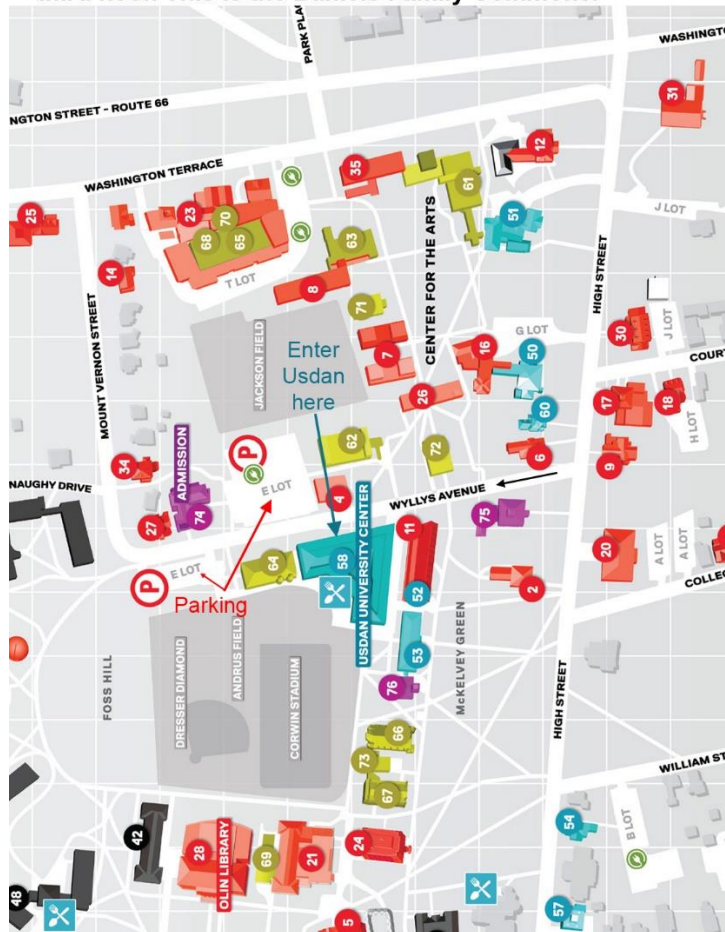 WASHINGT
PARK PLAC
NGTON STREET - ROUTE 66
WASHINGTON TERRACE
31
35
12
61
25
23
70
68
65
63
51
J LOT
14
T LOT
8
HIGH STREET
71
CENTER FOR THE ARTS
MOUNT VERNON STREET
JACKSON FIELD
Enter
Usdan
here
7
G LOT
16
50
30
J LOT
COURT
26
60
17
18
H LOT
34
ADMISSION
62
72
6
9
NAUGHY DRIVE
P
E LOT
4
WYLLYS AVENUE
27
74
75
11
20
A LOT
A LOT
E LOT
64
58
USDAN UNIVERSITY CENTER
P
Parking
52
2
COLLEG
53
McKELVEY GREEN
FOSS HILL
DRESSER DIAMOND
ANDRUS FIELD
CORWIN STADIUM
76
66
73
67
HIGH STREET
WILLIAM ST
42
28
OLIN LIBRARY
69
21
24
54
B LOT
48
5
57